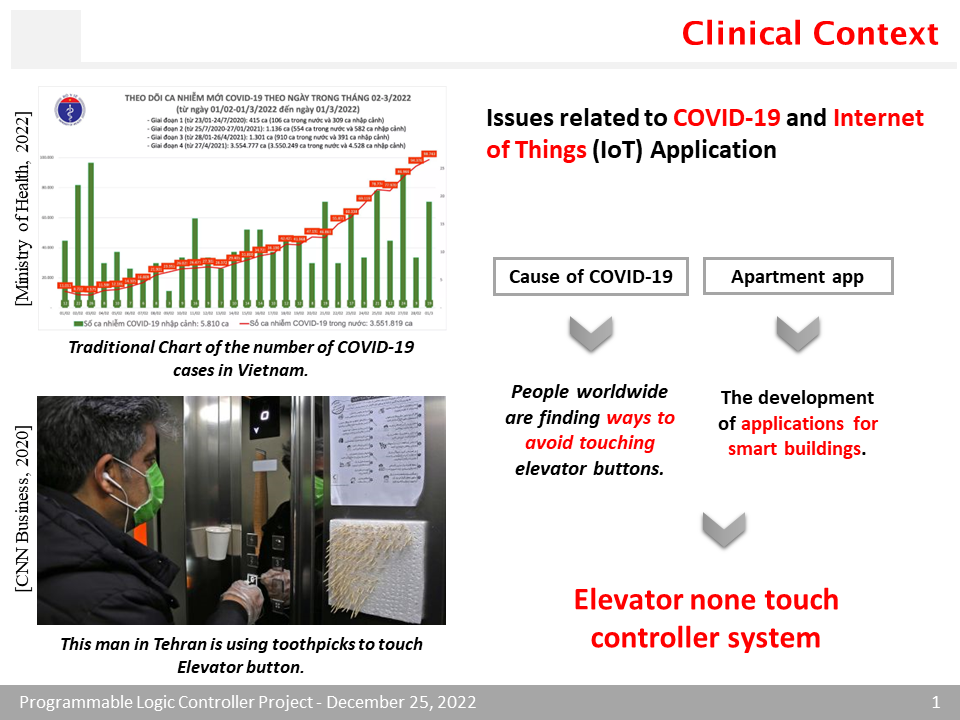 Clinical Context
[Ministry of Health, 2022]
THEO DÕI CA NHIỄM MỚI COVID-19 THEO NGÀY TRONG THÁNG 02-3/2022
(từ ngày 01/02-01/3/2022 đến ngày 01/3/2022)
- Giai đoạn 1 (từ 23/01-24/7/2020): 415 ca (106 ca trong nước và 309 ca nhập cảnh)
- Giai đoạn 2 (từ 25/7/2020-27/01/2021): 1.136 ca (554 ca trong nước và 582 ca nhập cảnh)
- Giai đoạn 3 (từ 28/01-26/4/2021): 1.301 ca (910 ca trong nước và 391 ca nhập cảnh)
- Giai đoạn 4 (từ 27/4/2021): 3.554.777 ca (3.550.249 ca trong nước và 4.528 ca nhập cảnh)
100.000
80.000
60.000
40.000
20.000
Số ca nhiễm COVID-19 nhập cảnh: 5.810 ca
Số ca nhiễm COVID-19 trong nước: 3.551.819 ca
Traditional Chart of the number of COVID-19
cases in Vietnam.
[CNN Business, 2020]
0
This man in Tehran is using toothpicks to touch
Elevator button.
Issues related to COVID-19 and Internet
of Things (IoT) Application
Cause of COVID-19
Apartment app
People worldwide
are finding ways to
avoid touching
elevator buttons.
The development
of applications for
smart buildings.
Elevator none touch
controller system
Programmable Logic Controller Project - December 25, 2022
1